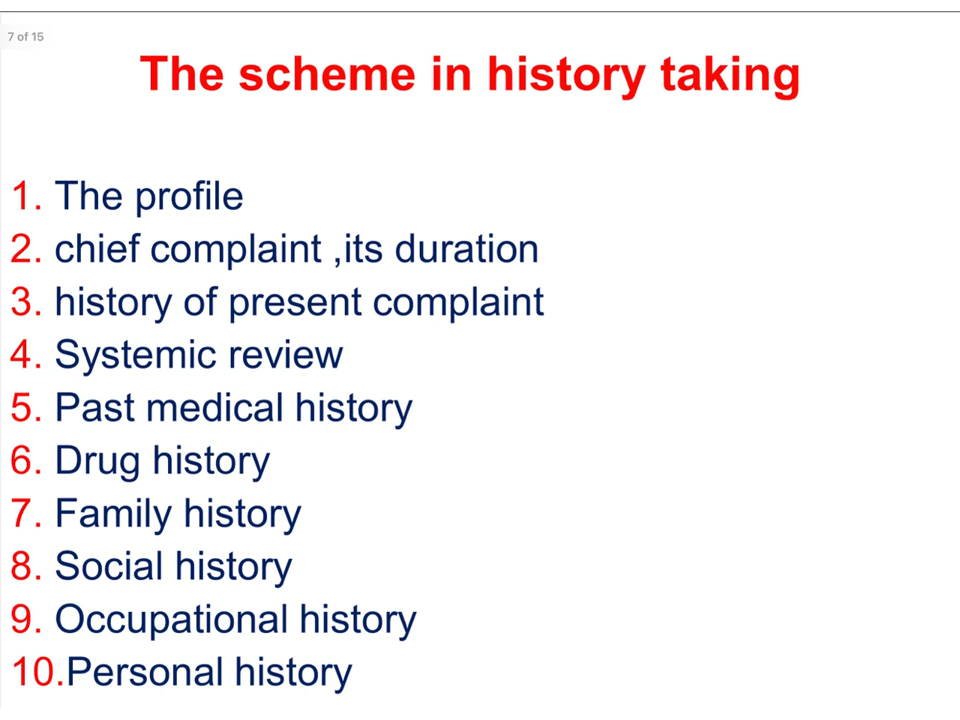 7 of 15
The scheme in history taking
1. The profile
2. chief complaint ,its duration
3. history of present complaint
4. Systemic review
5. Past medical history
6. Drug history
7. Family history
8. Social history
9. Occupational history
10.Personal history